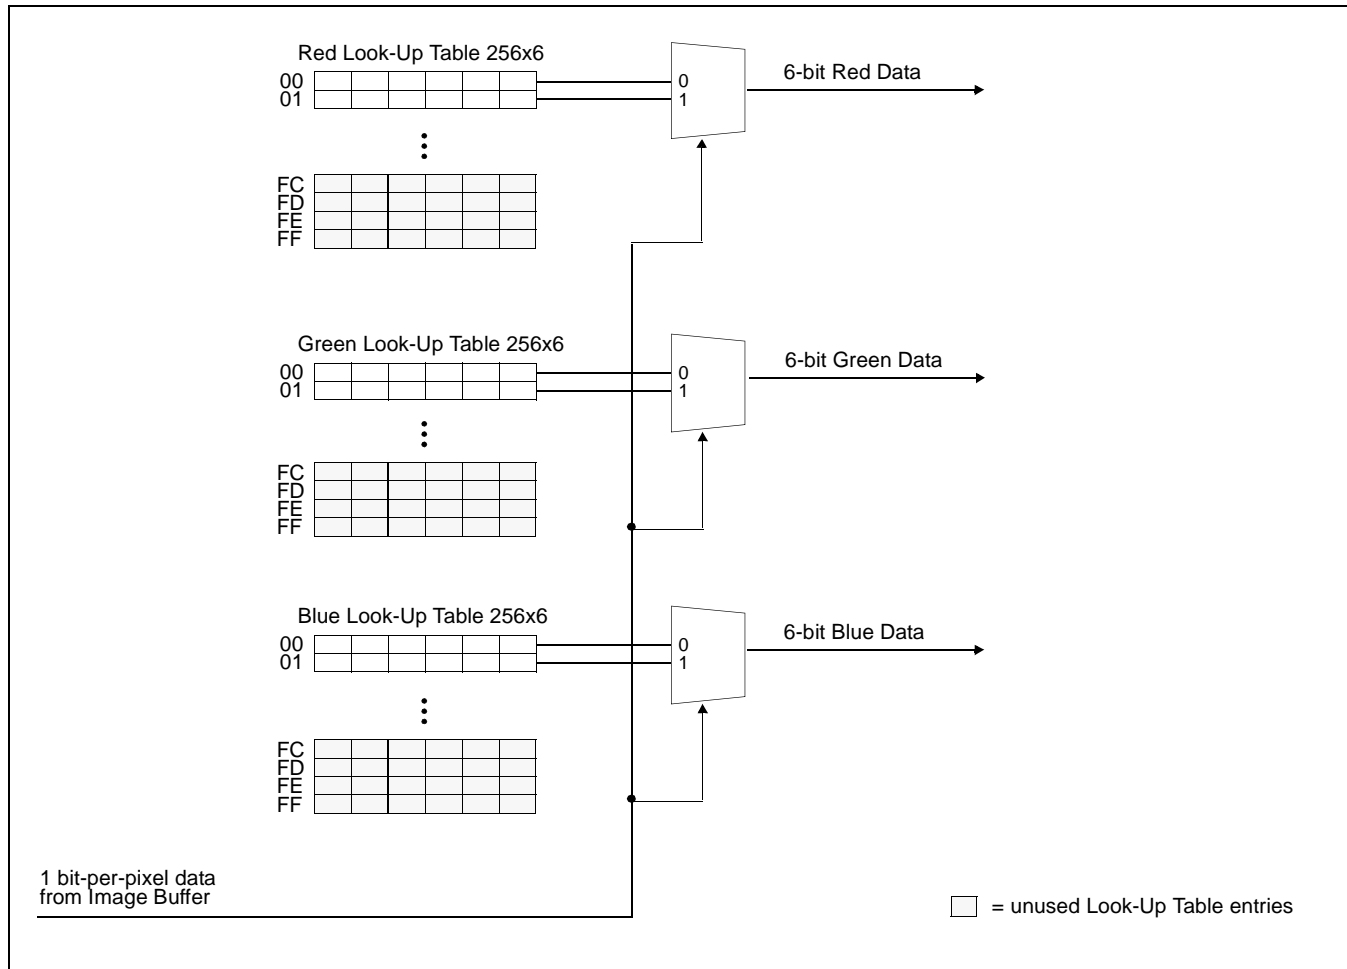 Red Look-Up Table 256x6
00
01
0
1
6-bit Red Data
FC
FD
FE
FF
Green Look-Up Table 256x6
00
01
0
1
6-bit Green Data
FC
FD
FE
FF
Blue Look-Up Table 256x6
00
01
0
1
6-bit Blue Data
FC
FD
FE
FF
1 bit-per-pixel data
from Image Buffer
= unused Look-Up Table entries